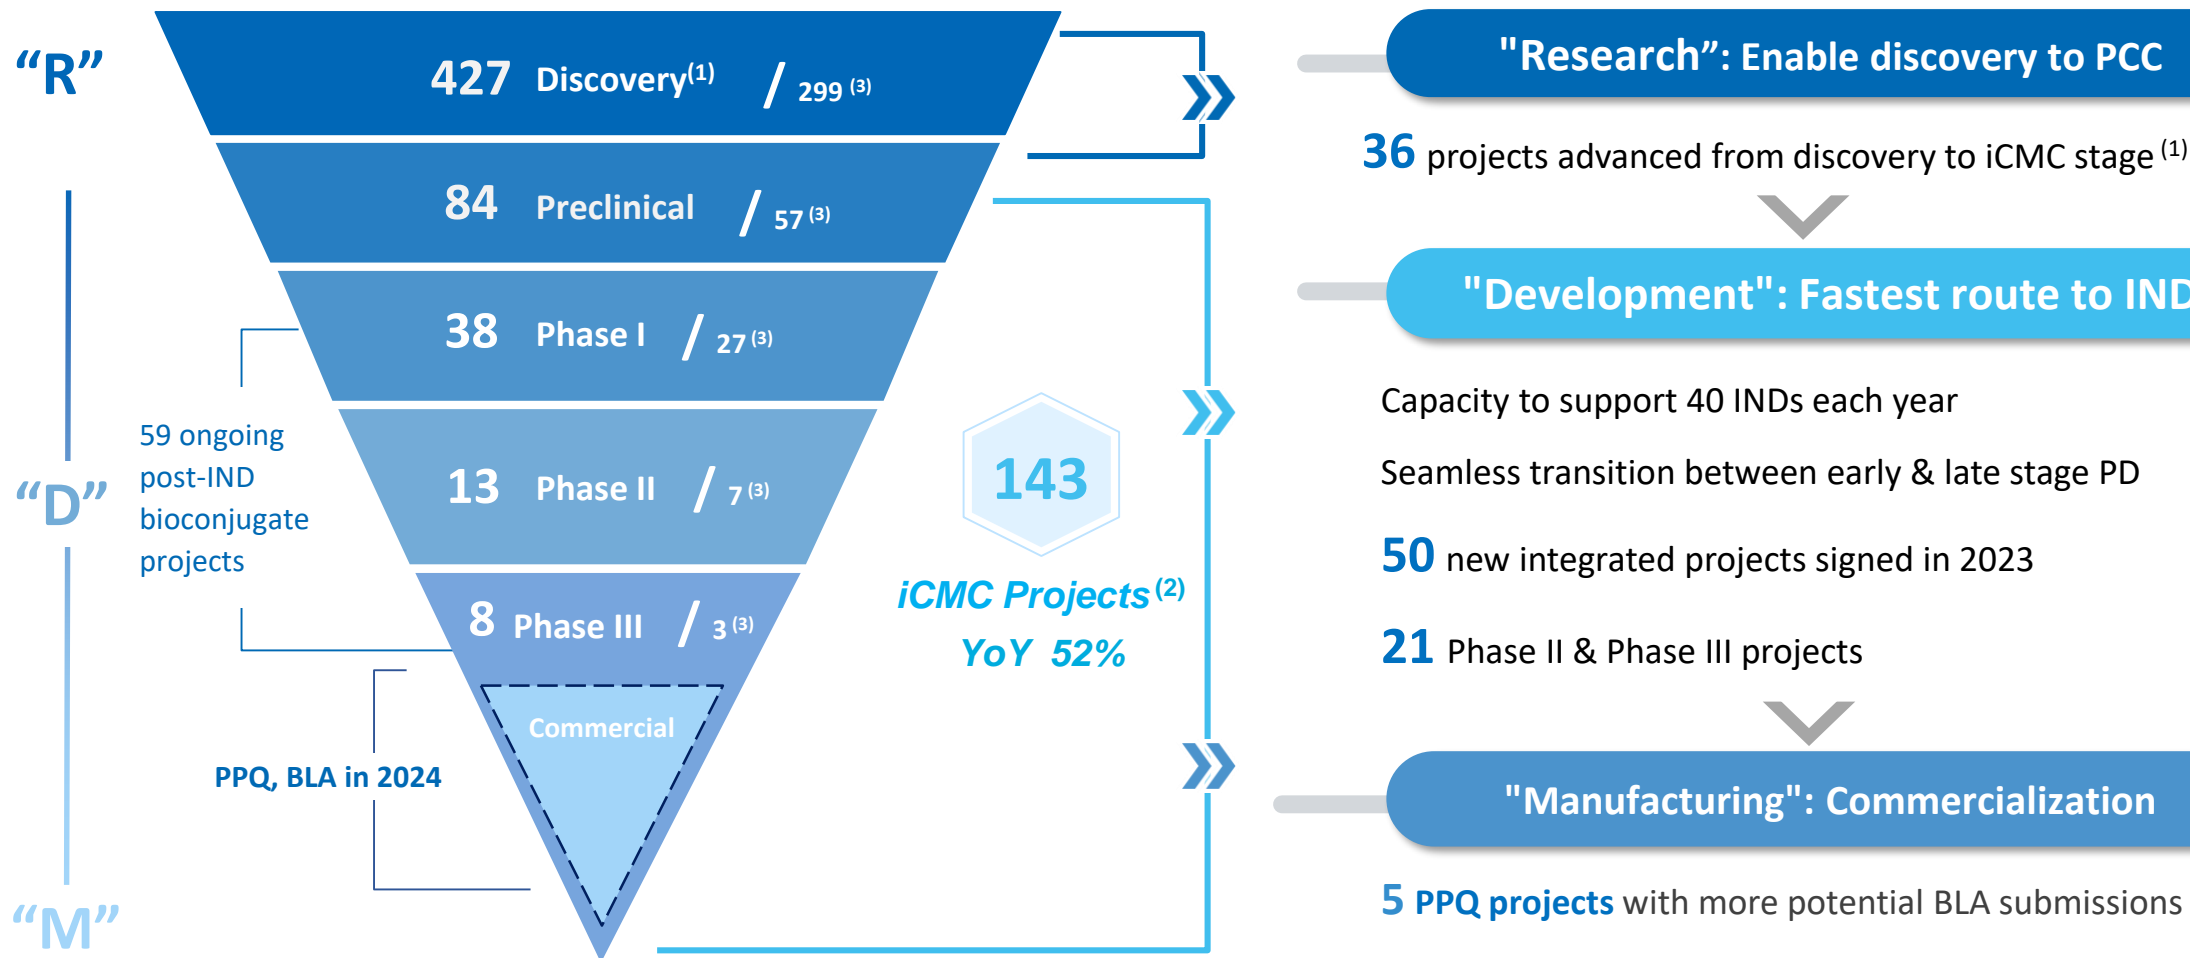 “R”
427 Discovery(1) / 299 (3)
84 Preclinical / 57 (3)
38 Phase I / 27 (3)
13 Phase II / 7 (3)
8 Phase III / 3 (3)
Commercial
59 ongoing
post-IND
bioconjugate
projects
“D”
PPQ, BLA in 2024
“M”
143
iCMC Projects (2)
YoY 52%
"Research”: Enable discovery to PCC
36 projects advanced from discovery to iCMC stage (1)
"Development": Fastest route to IND
Capacity to support 40 INDs each year
Seamless transition between early & late stage PD
50 new integrated projects signed in 2023
21 Phase II & Phase III projects
"Manufacturing": Commercialization
5 PPQ projects with more potential BLA submissions